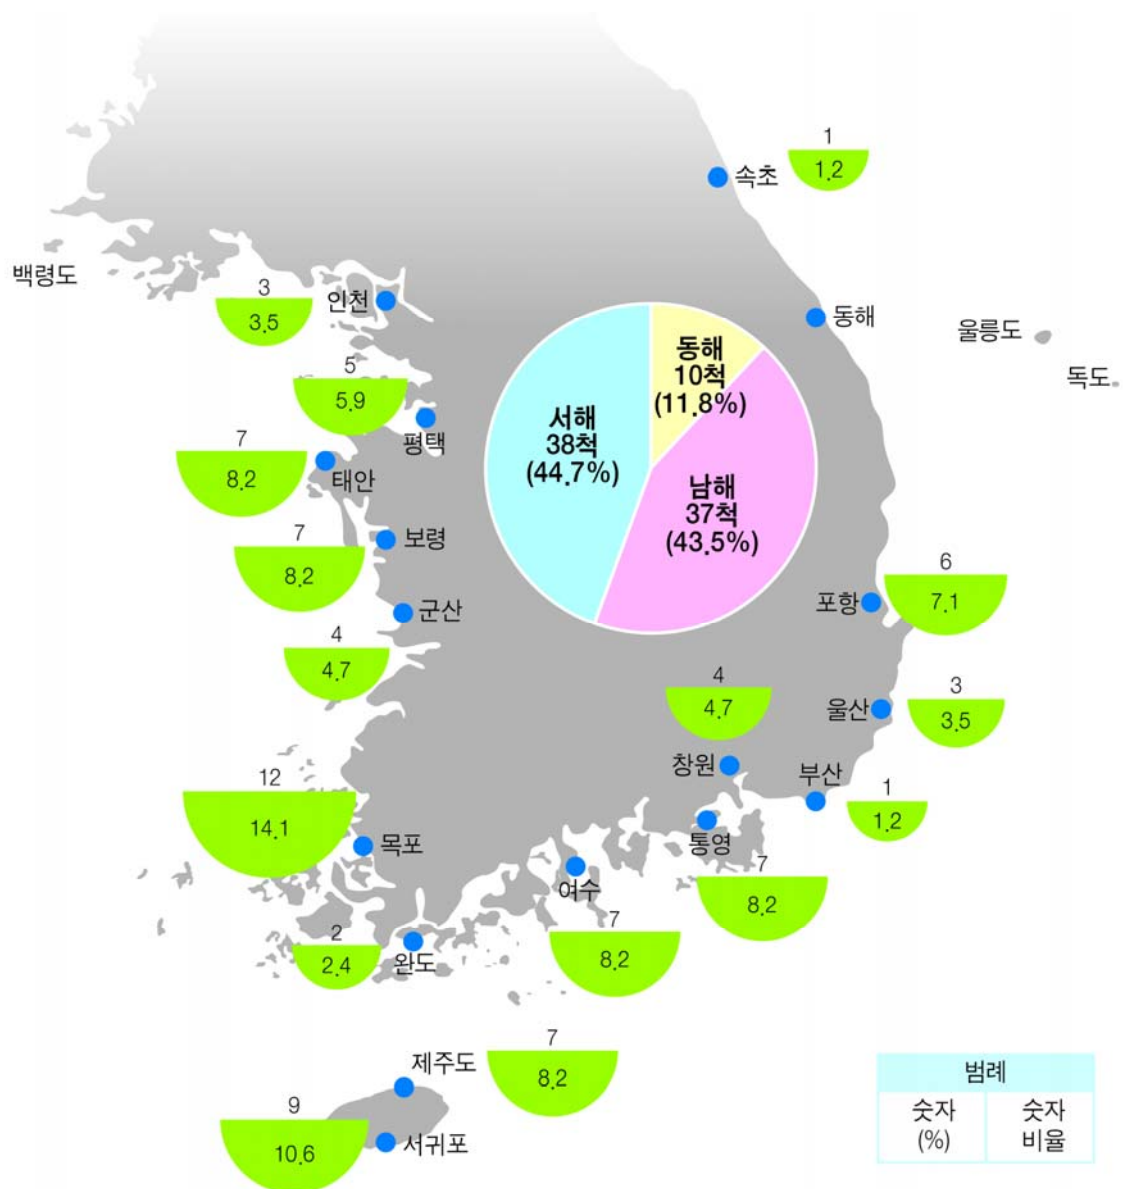 1
속초
1.2
백령도
3
인천
3.5
동해
울릉도
독도
동해
10척
(11.8%)
서해
38척
(44.7%)
남해
37척
(43.5%)
5
5.9
평택
7
8.2
태안
7
8.2
보령
군산
4
4.7
6
포항
7.1
4
4.7
3
울산
3.5
창원
부산
1
1.2
12
14.1
목포
통영
7
8.2
여수
7
8.2
2
2.4
완도
7
제주도
8.2
9
10.6
서귀포
범례
숫자
(%)
숫자
비율